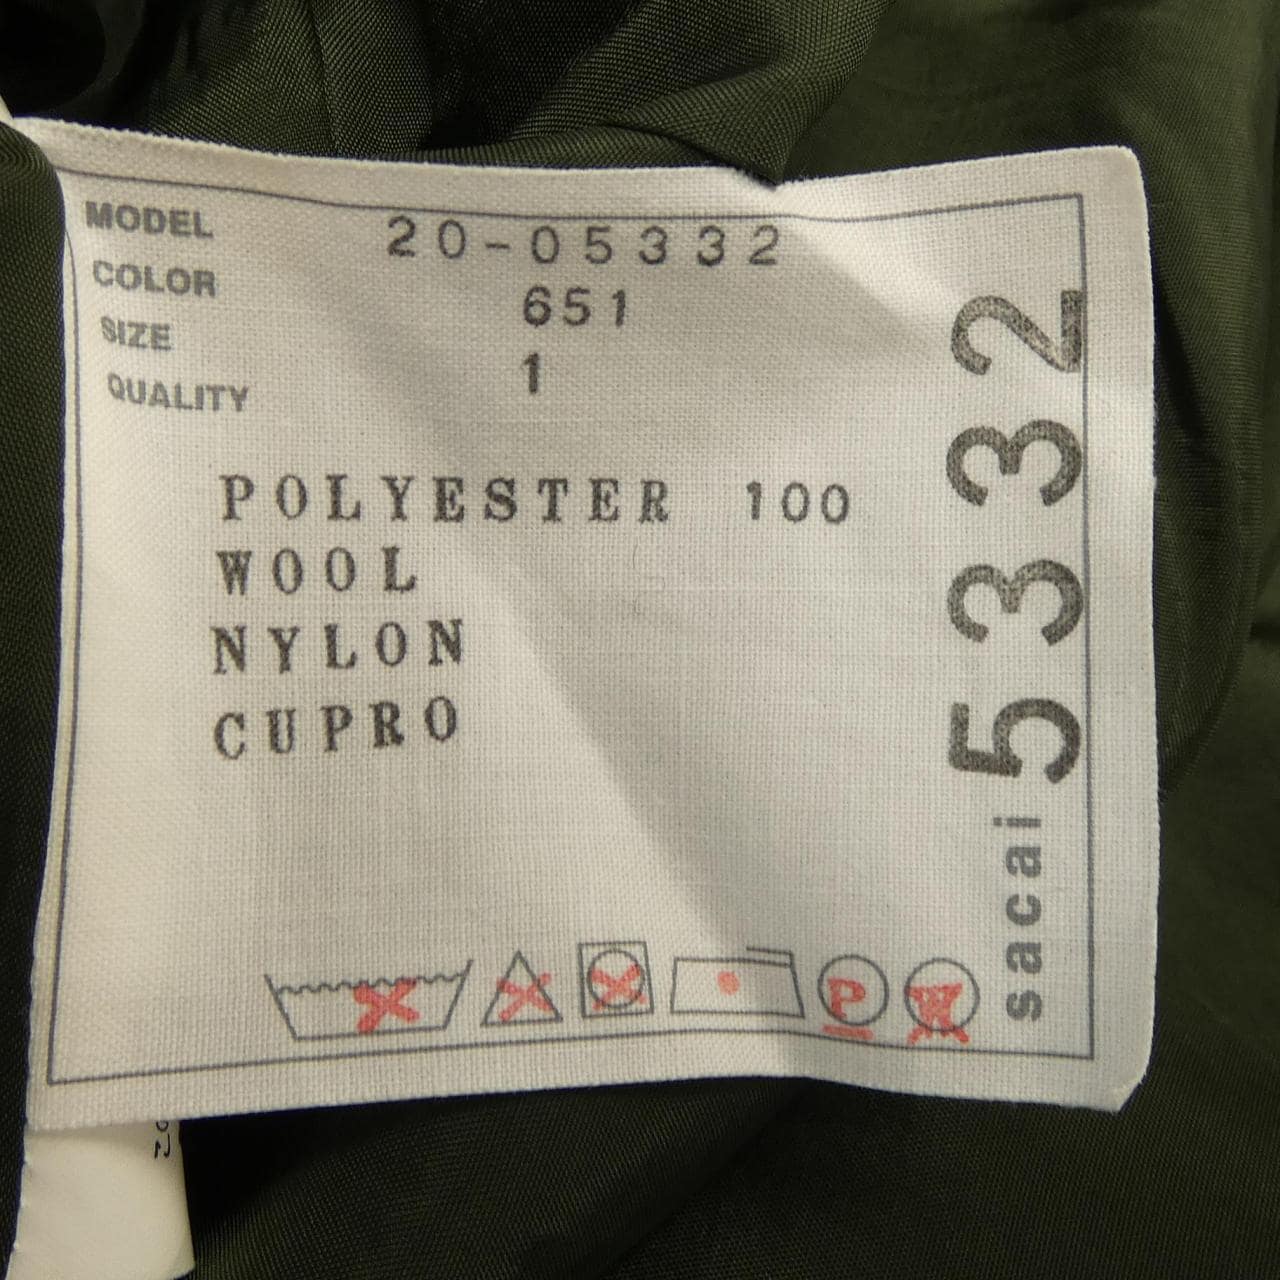 MODEL 20-05332
COLOR 651
SIZE 1
QUALITY
POLYESTER 100
WOOL
NYLON
CUPRO
P W
sacai 5332